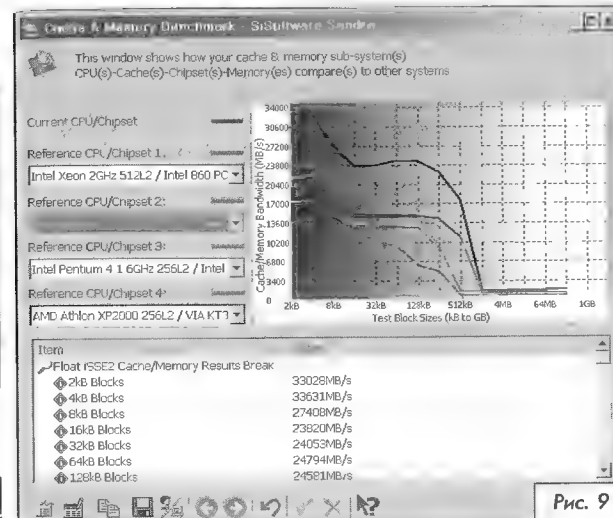 Cache & Memory Benchmark - SiSoftware Sandra
This window shows how your cache & memory sub-system(s)
CPU(s)-Cache(s)-Chipset(s)-Memory(es) compare(s) to other systems
Current CPU/Chipset
Reference CPU/Chipset 1:
Intel Xeon 2GHz 512L2 / Intel 860 PC
Reference CPU/Chipset 2:
Reference CPU/Chipset 3:
Intel Pentium 4 1.6GHz 256L2 / Intel
Reference CPU/Chipset 4:
AMD Athlon XP2000 256L2 / VIA KT3
Cache/Memory Bandwidth (MB/s)
34000
30600
27200
23800
20400
17000
13600
10200
6800
3400
0
2kB 8kB 32kB 128kB 512kB 4MB 64MB 1GB
Test Block Sizes (kB to GB)
Item
Float iSSE2 Cache/Memory Results Break
2kB Blocks 33028MB/s
4kB Blocks 33631MB/s
8kB Blocks 27408MB/s
16kB Blocks 23820MB/s
32kB Blocks 24053MB/s
64kB Blocks 24794MB/s
128kB Blocks 24581MB/s
Рис. 9